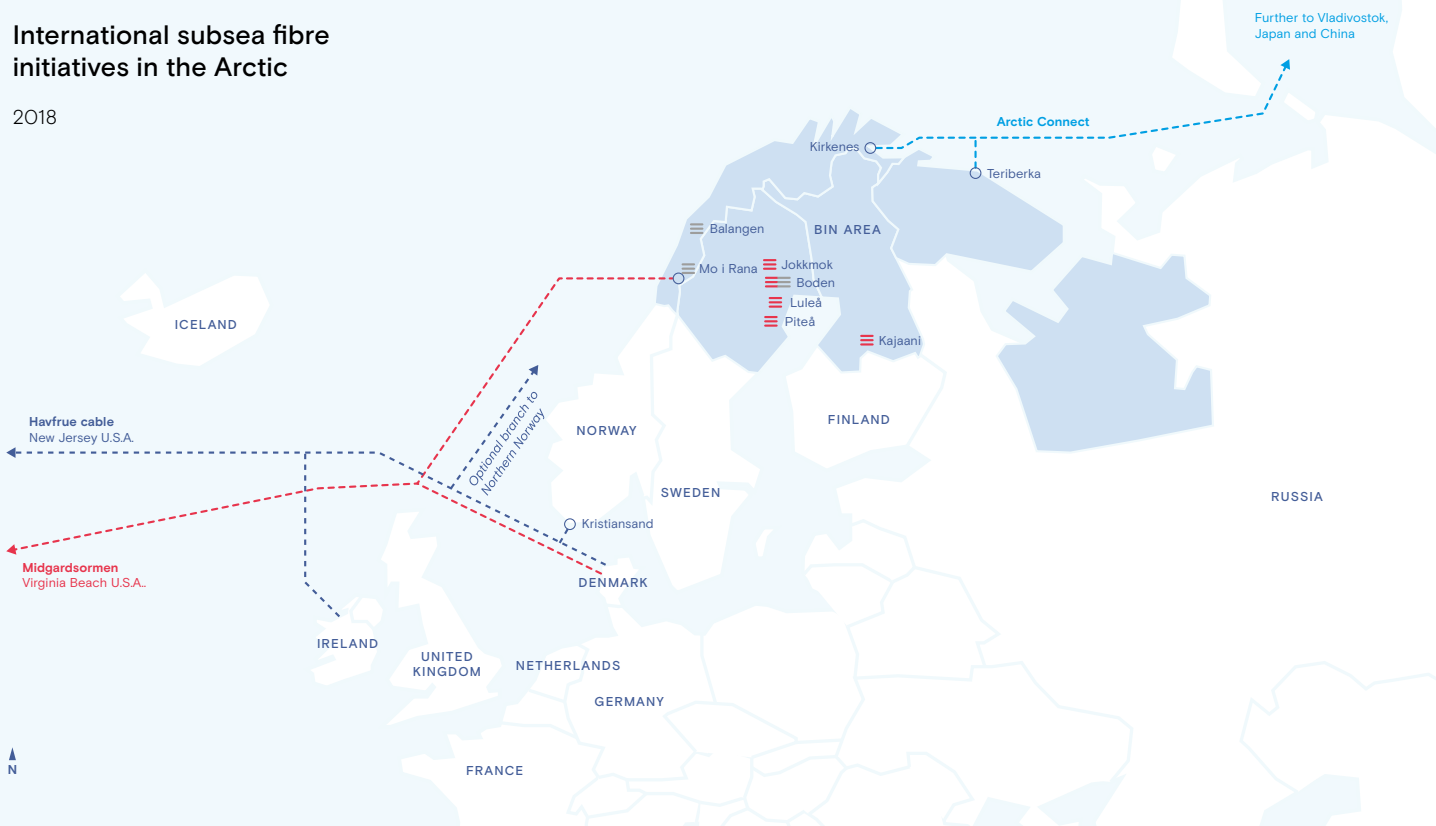 International subsea fibre
initiatives in the Arctic
2018
Further to Vladivostok,
Japan and China
Arctic Connect
Kirkenes
Teriberka
Balangen
BIN AREA
Mo i Rana
Jokkmok
Boden
Luleå
Piteå
Kajaani
ICELAND
Havfrue cable
New Jersey U.S.A.
Optional branch to
Northern Norway
NORWAY
FINLAND
SWEDEN
RUSSIA
Kristiansand
Midgardsormen
Virginia Beach U.S.A..
DENMARK
IRELAND
UNITED
KINGDOM
NETHERLANDS
GERMANY
FRANCE
N